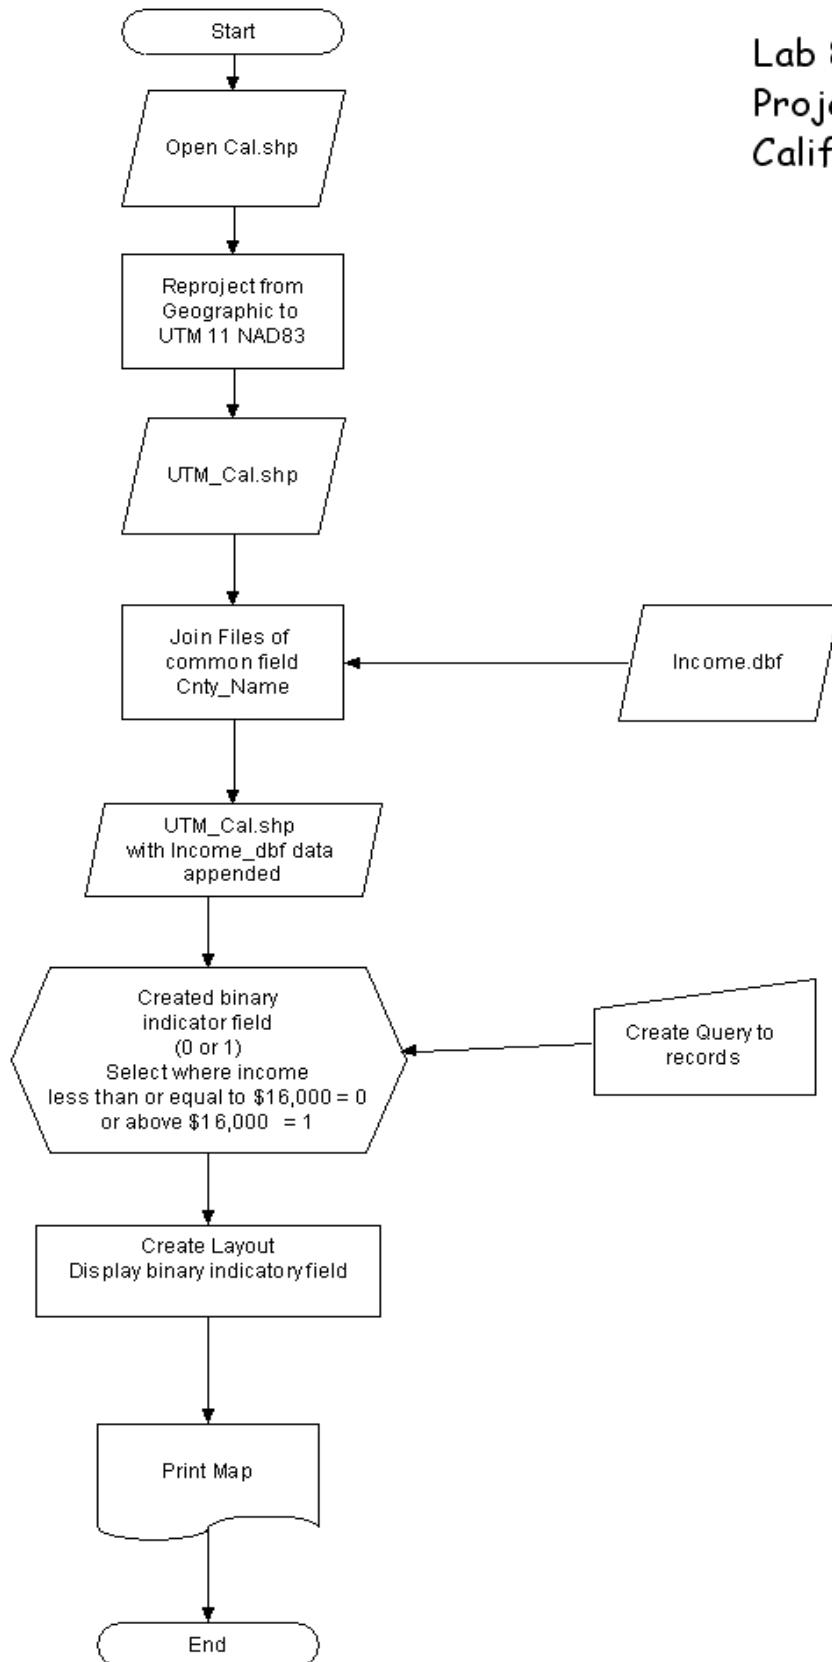 Start
Lab
Open Cal.shp
Reproject from
Geographic to
UTM 11 NAD83
UTM_Cal.shp
Join Files of
common field
Cnty_Name
Income.dbf
UTM_Cal.shp
with Income_dbf data
appended
Created binary
indicator field
(0 or 1)
Select where income
less than or equal to $16,000 = 0
or above $16,000 = 1
Create Query to
records
Create Layout
Display binary indicatory field
Print Map
End